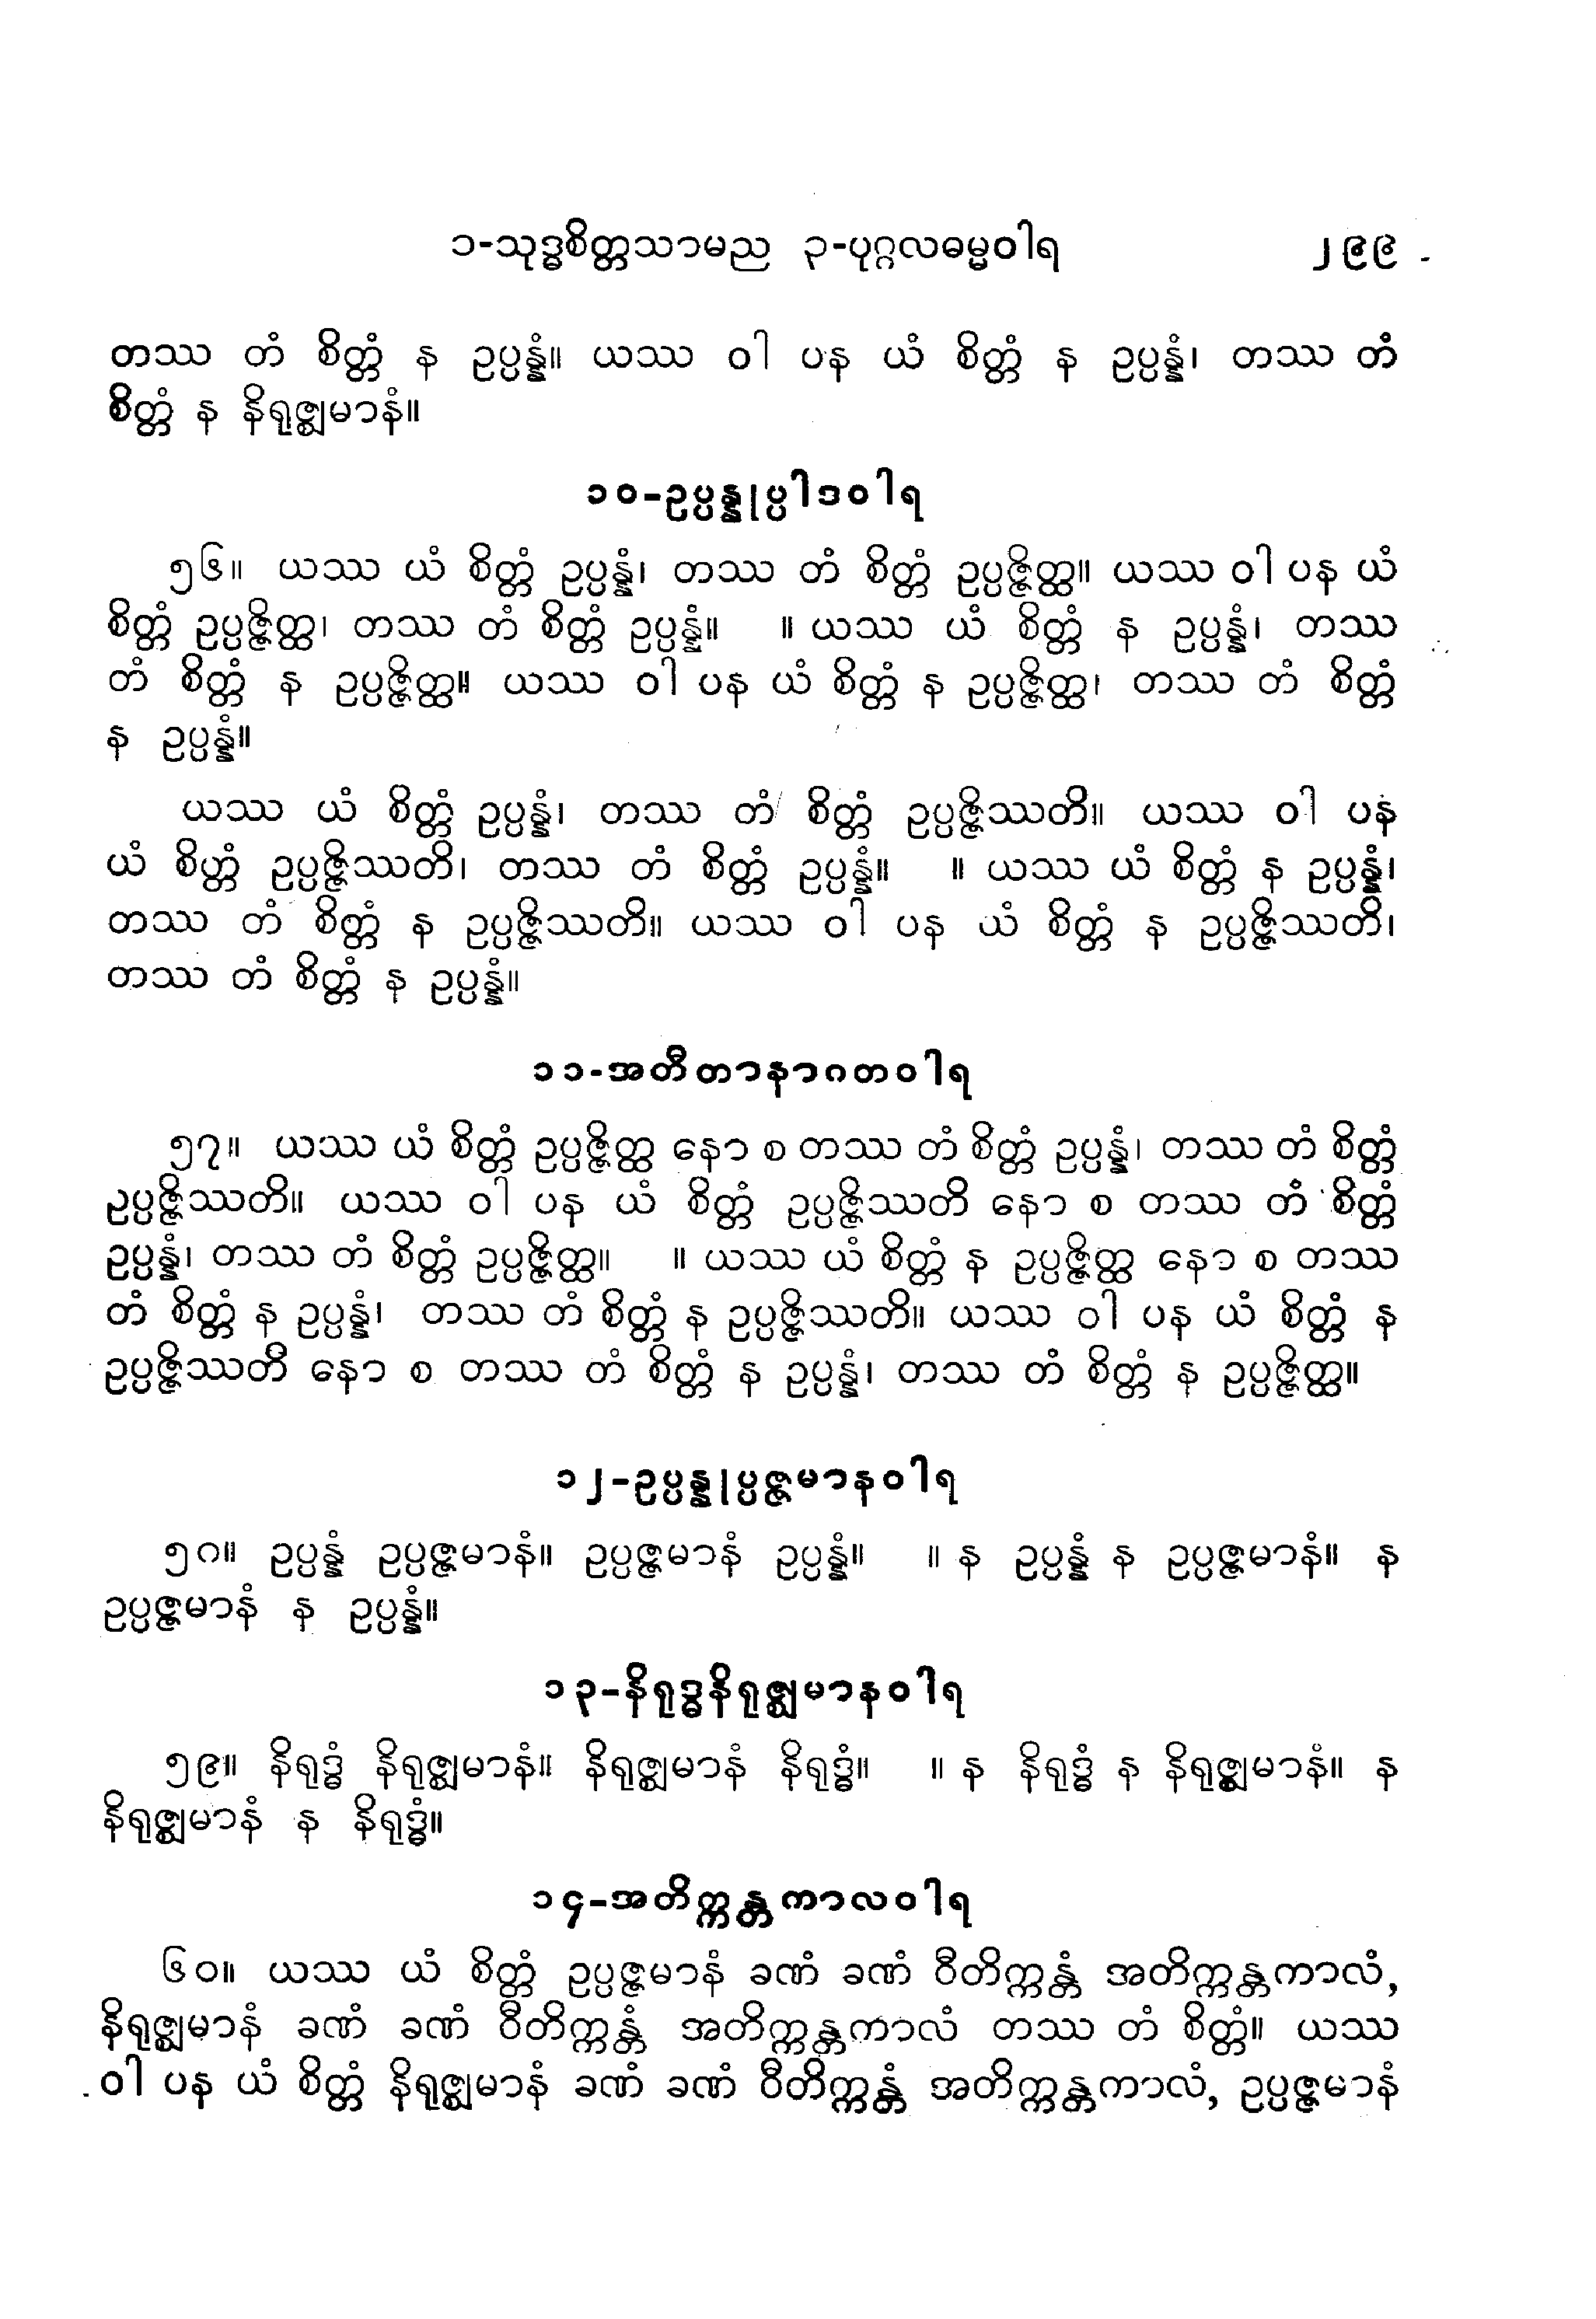 ၁-သုဒ္ဓစိတ္တသာမည ၃-ပုဂ္ဂလဓမ္မဝါရ ၂၉၉
တဿ တံ စိတ္တံ န ဥပ္ပန္နံ။ ယဿ ဝါ ပန ယံ စိတ္တံ န ဥပ္ပန္နံ၊ တဿ တံ
စိတ္တံ န နိရုဇ္ဈမာနံ။
၁၀-ဥပ္ပန္နုပ္ပါဒဝါရ
၅၆။ ယဿ ယံ စိတ္တံ ဥပ္ပန္နံ၊ တဿ တံ စိတ္တံ ဥပ္ပဇ္ဇိတ္ထ။ ယဿ ဝါ ပန ယံ
စိတ္တံ ဥပ္ပဇ္ဇိတ္ထ၊ တဿ တံ စိတ္တံ ဥပ္ပန္နံ။ ။ ယဿ ယံ စိတ္တံ န ဥပ္ပန္နံ၊ တဿ
တံ စိတ္တံ န ဥပ္ပဇ္ဇိတ္ထ။ ယဿ ဝါ ပန ယံ စိတ္တံ န ဥပ္ပဇ္ဇိတ္ထ၊ တဿ တံ စိတ္တံ
န ဥပ္ပန္နံ။
ယဿ ယံ စိတ္တံ ဥပ္ပန္နံ၊ တဿ တံ စိတ္တံ ဥပ္ပဇ္ဇိဿတိ။ ယဿ ဝါ ပန
ယံ စိတ္တံ ဥပ္ပဇ္ဇိဿတိ၊ တဿ တံ စိတ္တံ ဥပ္ပန္နံ။ ။ ယဿ ယံ စိတ္တံ န ဥပ္ပန္နံ၊
တဿ တံ စိတ္တံ န ဥပ္ပဇ္ဇိဿတိ။ ယဿ ဝါ ပန ယံ စိတ္တံ န ဥပ္ပဇ္ဇိဿတိ၊
တဿ တံ စိတ္တံ န ဥပ္ပန္နံ။
၁၁-အတီတာနာဂတဝါရ
၅၇။ ယဿ ယံ စိတ္တံ ဥပ္ပဇ္ဇိတ္ထ နော စ တဿ တံ စိတ္တံ ဥပ္ပန္နံ၊ တဿ တံ စိတ္တံ
ဥပ္ပဇ္ဇိဿတိ။ ယဿ ဝါ ပန ယံ စိတ္တံ ဥပ္ပဇ္ဇိဿတိ နော စ တဿ တံ စိတ္တံ
ဥပ္ပန္နံ၊ တဿ တံ စိတ္တံ ဥပ္ပဇ္ဇိတ္ထ။ ။ ယဿ ယံ စိတ္တံ န ဥပ္ပဇ္ဇိတ္ထ နော စ တဿ
တံ စိတ္တံ န ဥပ္ပန္နံ၊ တဿ တံ စိတ္တံ န ဥပ္ပဇ္ဇိဿတိ။ ယဿ ဝါ ပန ယံ စိတ္တံ န
ဥပ္ပဇ္ဇိဿတိ နော စ တဿ တံ စိတ္တံ န ဥပ္ပန္နံ၊ တဿ တံ စိတ္တံ န ဥပ္ပဇ္ဇိတ္ထ။
၁၂-ဥပ္ပန္နုပ္ပဇ္ဇမာနဝါရ
၅၈။ ဥပ္ပန္နံ ဥပ္ပဇ္ဇမာနံ။ ဥပ္ပဇ္ဇမာနံ ဥပ္ပန္နံ။ ။ န ဥပ္ပန္နံ န ဥပ္ပဇ္ဇမာနံ။ န
ဥပ္ပဇ္ဇမာနံ န ဥပ္ပန္နံ။
၁၃-နိရုဒ္ဓနိရုဇ္ဈမာနဝါရ
၅၉။ နိရုဒ္ဓံ နိရုဇ္ဈမာနံ။ နိရုဇ္ဈမာနံ နိရုဒ္ဓံ။ ။ န နိရုဒ္ဓံ န နိရုဇ္ဈမာနံ။ န
နိရုဇ္ဈမာနံ န နိရုဒ္ဓံ။
၁၄-အတိက္ကန္တကာလဝါရ
၆၀။ ယဿ ယံ စိတ္တံ ဥပ္ပဇ္ဇမာနံ ခဏံ ခဏံ ဝီတိက္ကန္တံ အတိက္ကန္တကာလံ,
နိရုဇ္ဈမာနံ ခဏံ ခဏံ ဝီတိက္ကန္တံ အတိက္ကန္တကာလံ တဿ တံ စိတ္တံ။ ယဿ
ဝါ ပန ယံ စိတ္တံ နိရုဇ္ဈမာနံ ခဏံ ခဏံ ဝီတိက္ကန္တံ အတိက္ကန္တကာလံ, ဥပ္ပဇ္ဇမာနံ